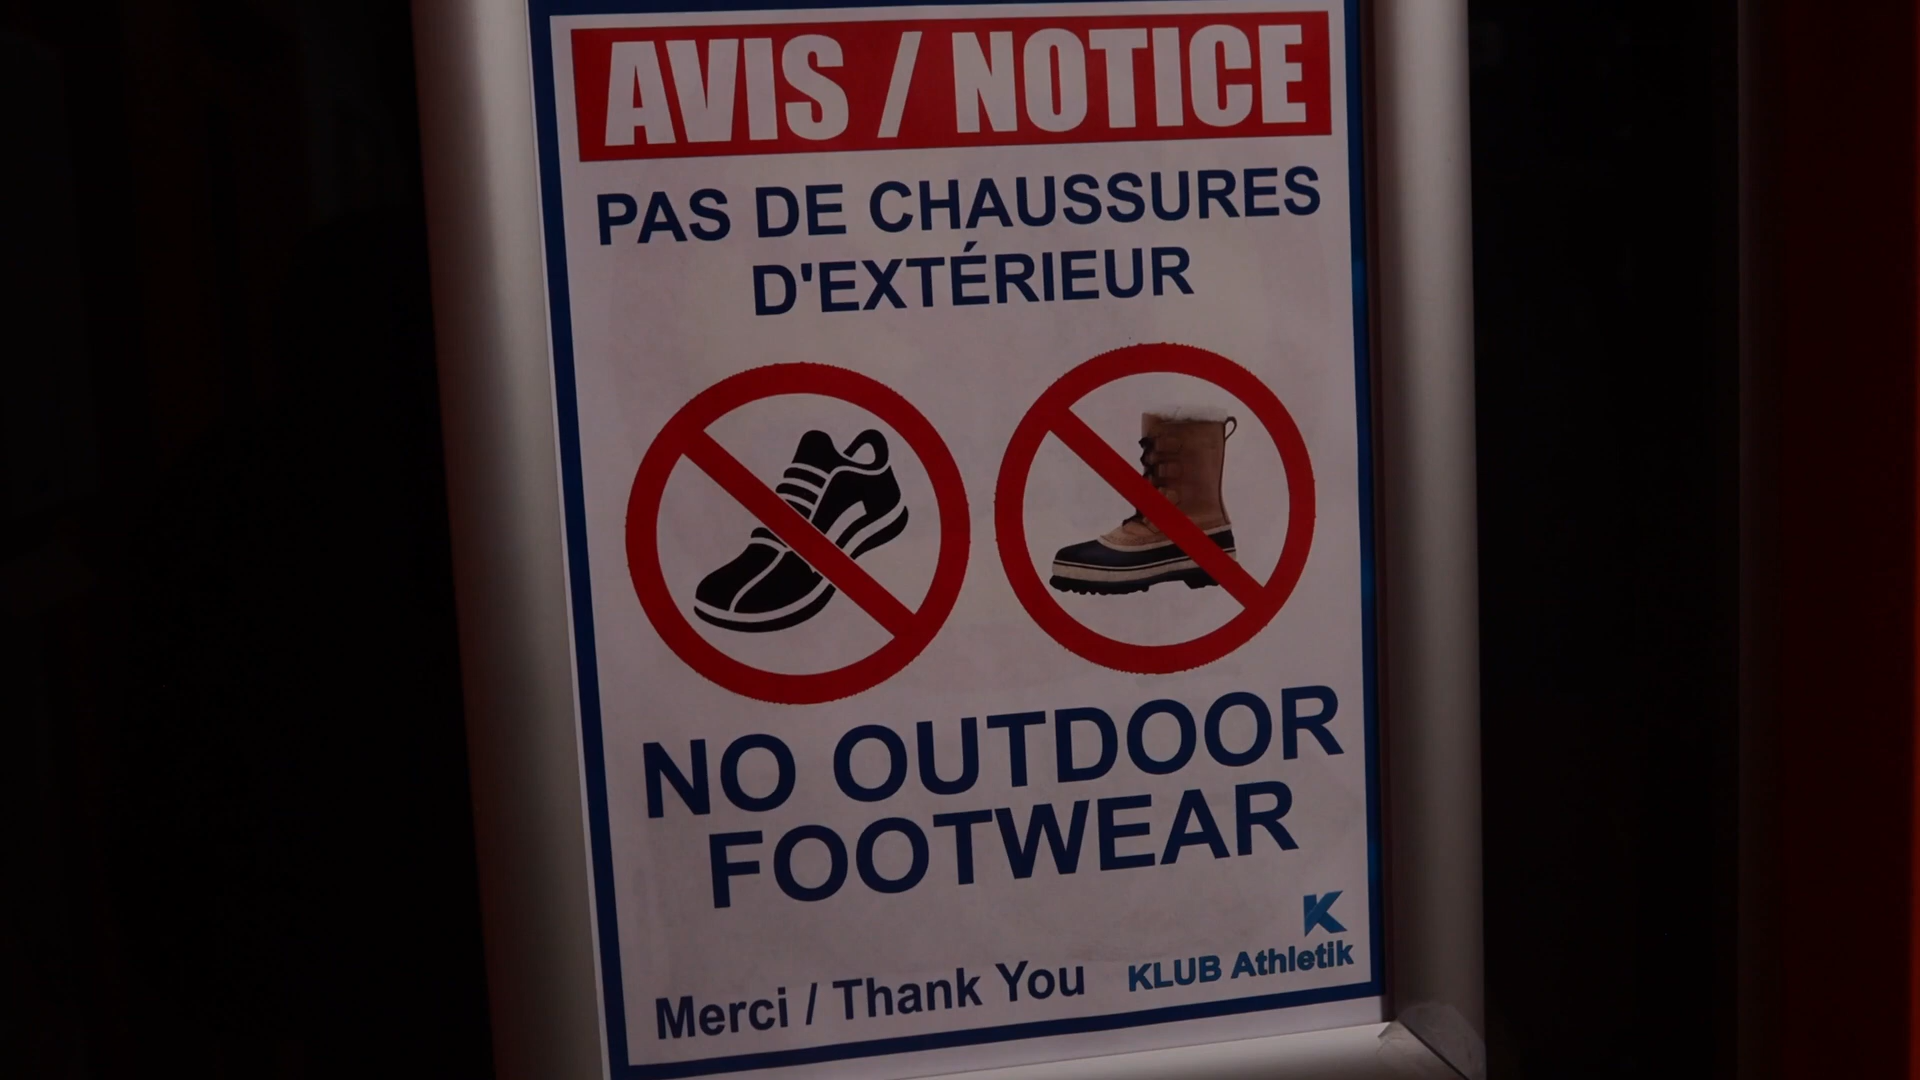 AVIS / NOTICE
PAS DE CHAUSSURES
D'EXTÉRIEUR
NO OUTDOOR
FOOTWEAR
K
KLUB Athletik
Merci / Thank You